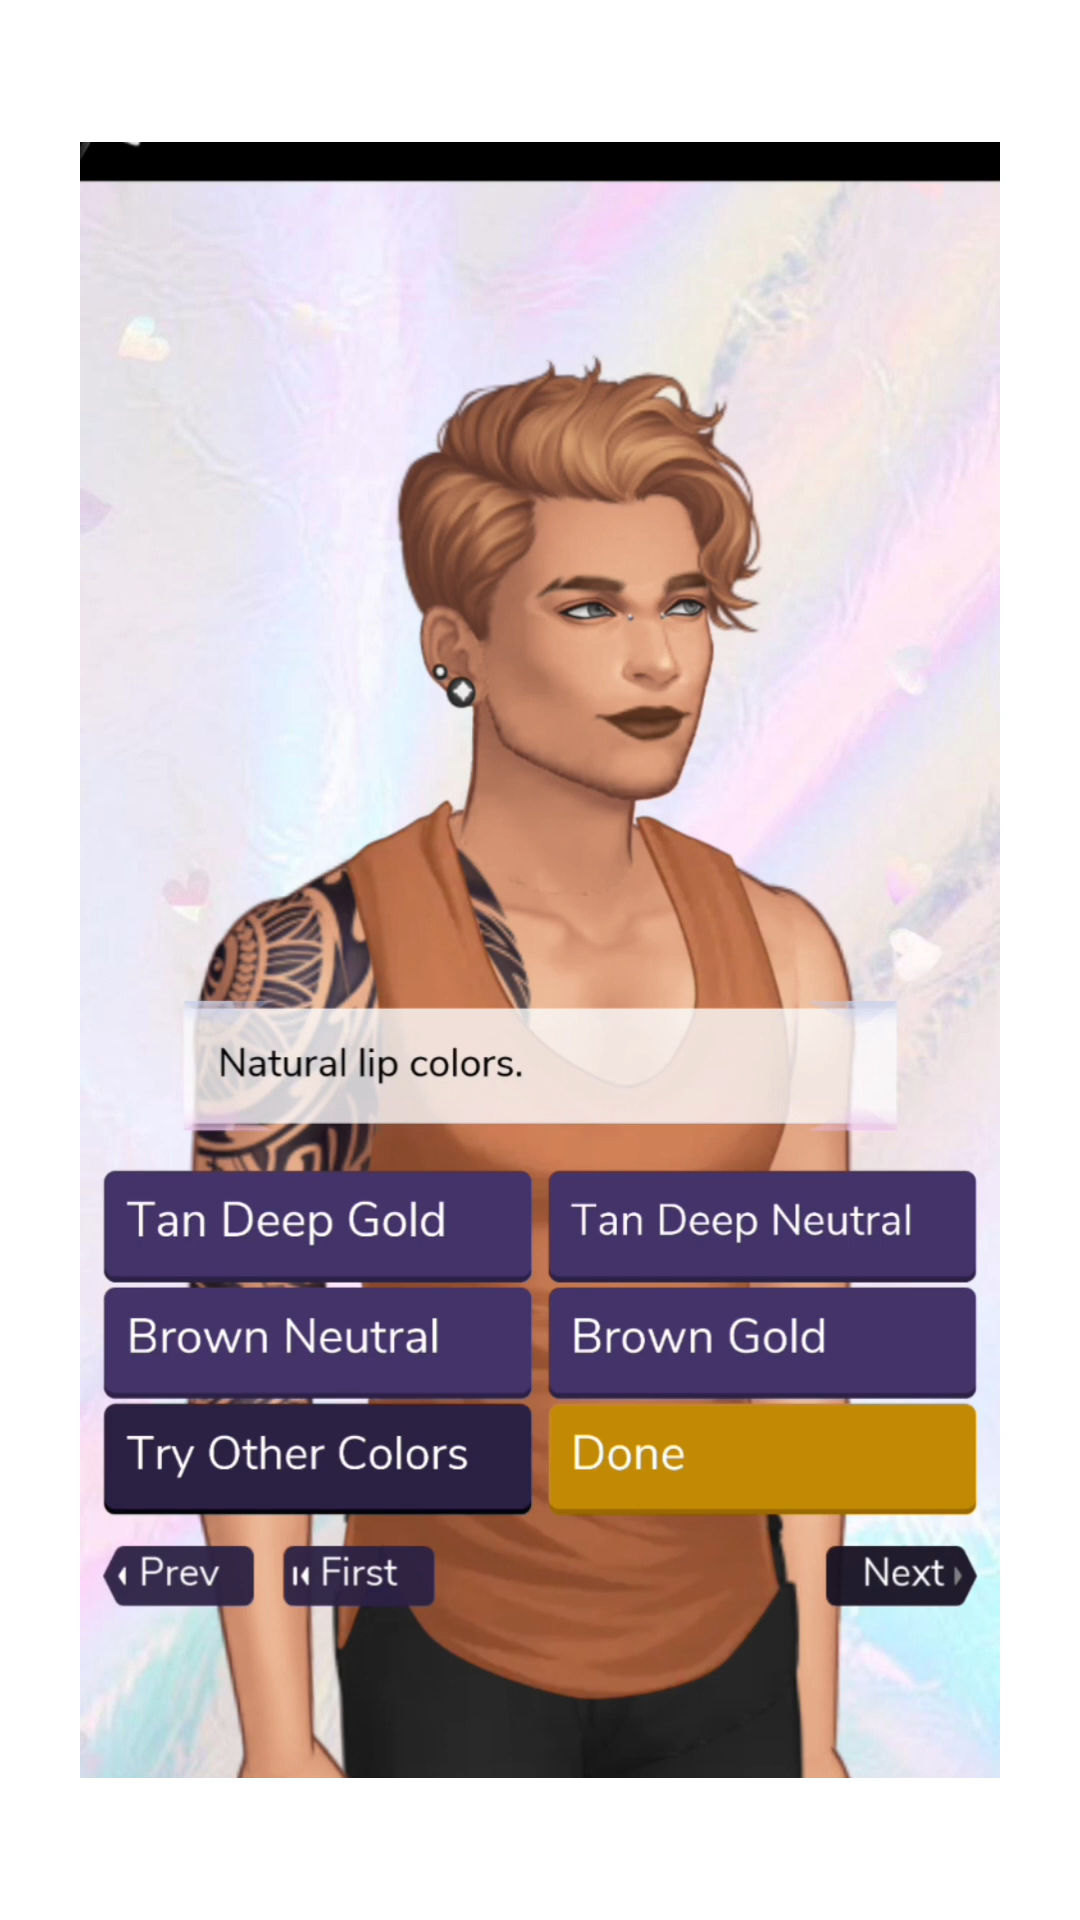 Natural lip colors.
Tan Deep Gold
Tan Deep Neutral
Brown Neutral
Brown Gold
Try Other Colors
Done
Prev
First
Next